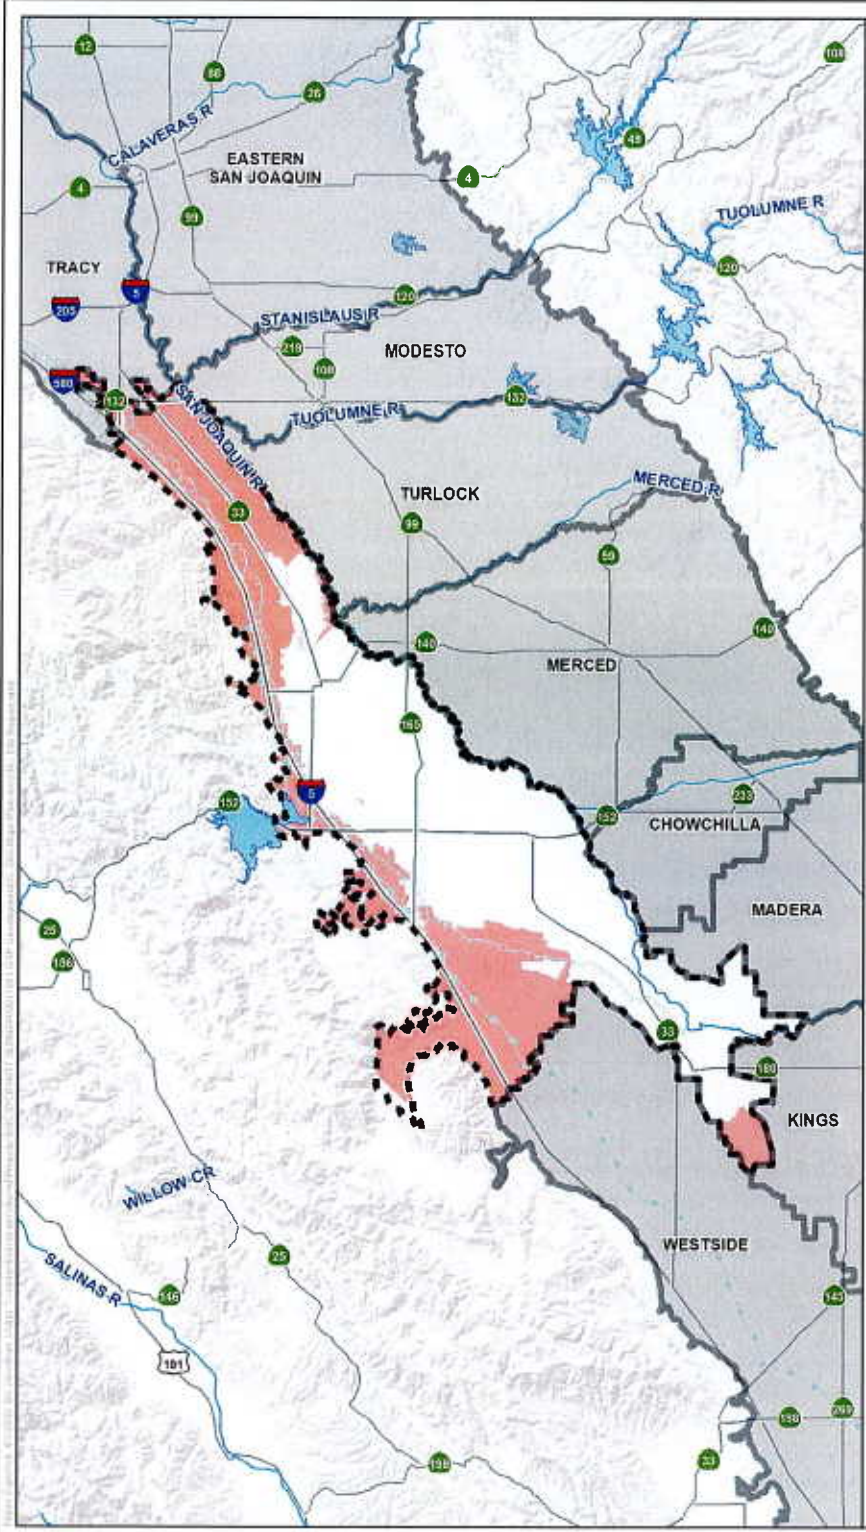 12
88
26
108
CALAVERAS R
EASTERN
SAN JOAQUIN
49
4
4
99
TUOLUMNE R
TRACY
120
5
205
120
STANISLAUS R
219
MODESTO
108
580
132
132
SAN JOAQUIN R
TUOLUMNE R
MERCED R
TURLOCK
33
99
59
140
140
MERCED
165
5
152
152
233
CHOWCHILLA
MADERA
25
156
33
180
KINGS
WILLOW CR
WESTSIDE
25
SALINAS R
146
145
101
198
269
198
33